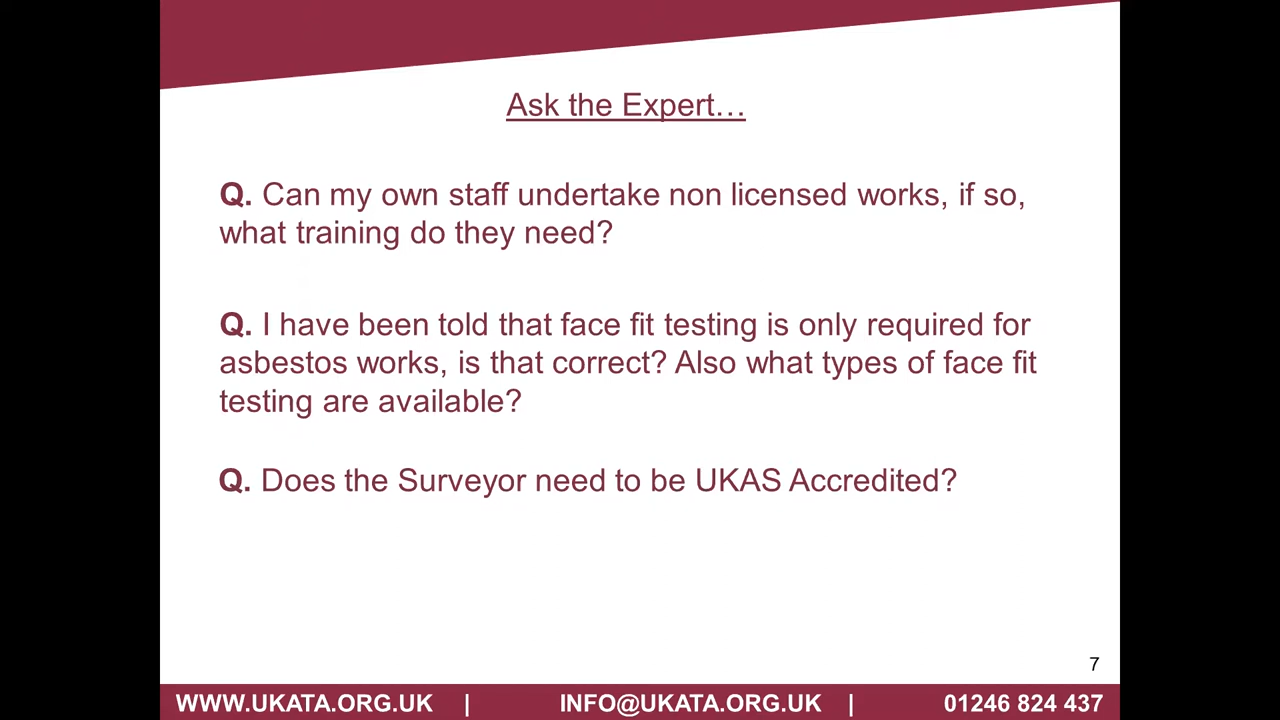 Ask the Expert…
Q. Can my own staff undertake non licensed works, if so,
what training do they need?
Q. I have been told that face fit testing is only required for
asbestos works, is that correct? Also what types of face fit
testing are available?
Q. Does the Surveyor need to be UKAS Accredited?
7
WWW.UKATA.ORG.UK | INFO@UKATA.ORG.UK | 01246 824 437